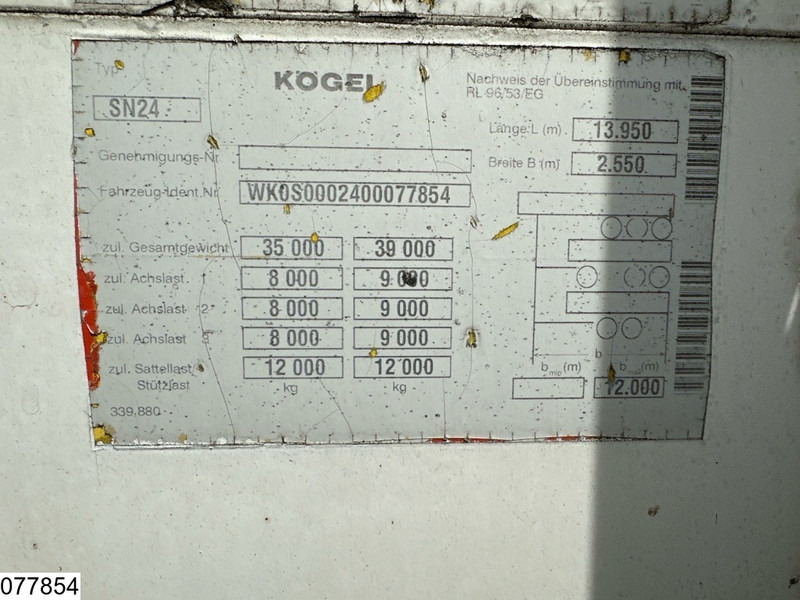 Typ KÖGEL Nachweis der Übereinstimmung mit
RL 96/53/EG
SN24
Länge L (m) 13.950
Genehmigungs-Nr. Breite B (m) 2.550
Fahrzeug-Ident.Nr. WK0S0002400077854
zul. Gesamtgewicht 35 000 39 000
zul. Achslast 1 8 000 9 000
zul. Achslast 2 8 000 9 000
zul. Achslast 3 8 000 9 000
zul. Sattellast 12 000 12 000
Stützlast kg kg
b
b min (m) b max (m)
12.000
339.880
077854